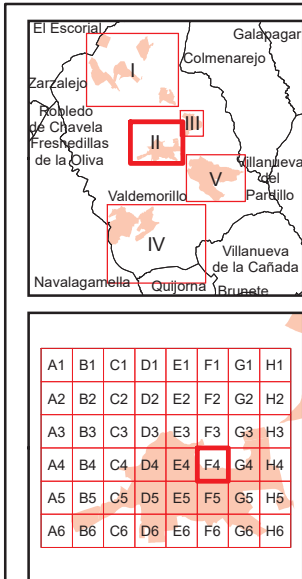 El Escorial
Galapagar
Colmenarejo
I
Zarzalejo
III
Robledo
de Chavela
Fresnedillas
de la Oliva
II
V
Villanueva
del
Pardillo
Valdemorillo
IV
Villanueva
de la Cañada
Navalagamella
Quijorna
Brunete
A1 B1 C1 D1 E1 F1 G1 H1
A2 B2 C2 D2 E2 F2 G2 H2
A3 B3 C3 D3 E3 F3 G3 H3
A4 B4 C4 D4 E4 F4 G4 H4
A5 B5 C5 D5 E5 F5 G5 H5
A6 B6 C6 D6 E6 F6 G6 H6